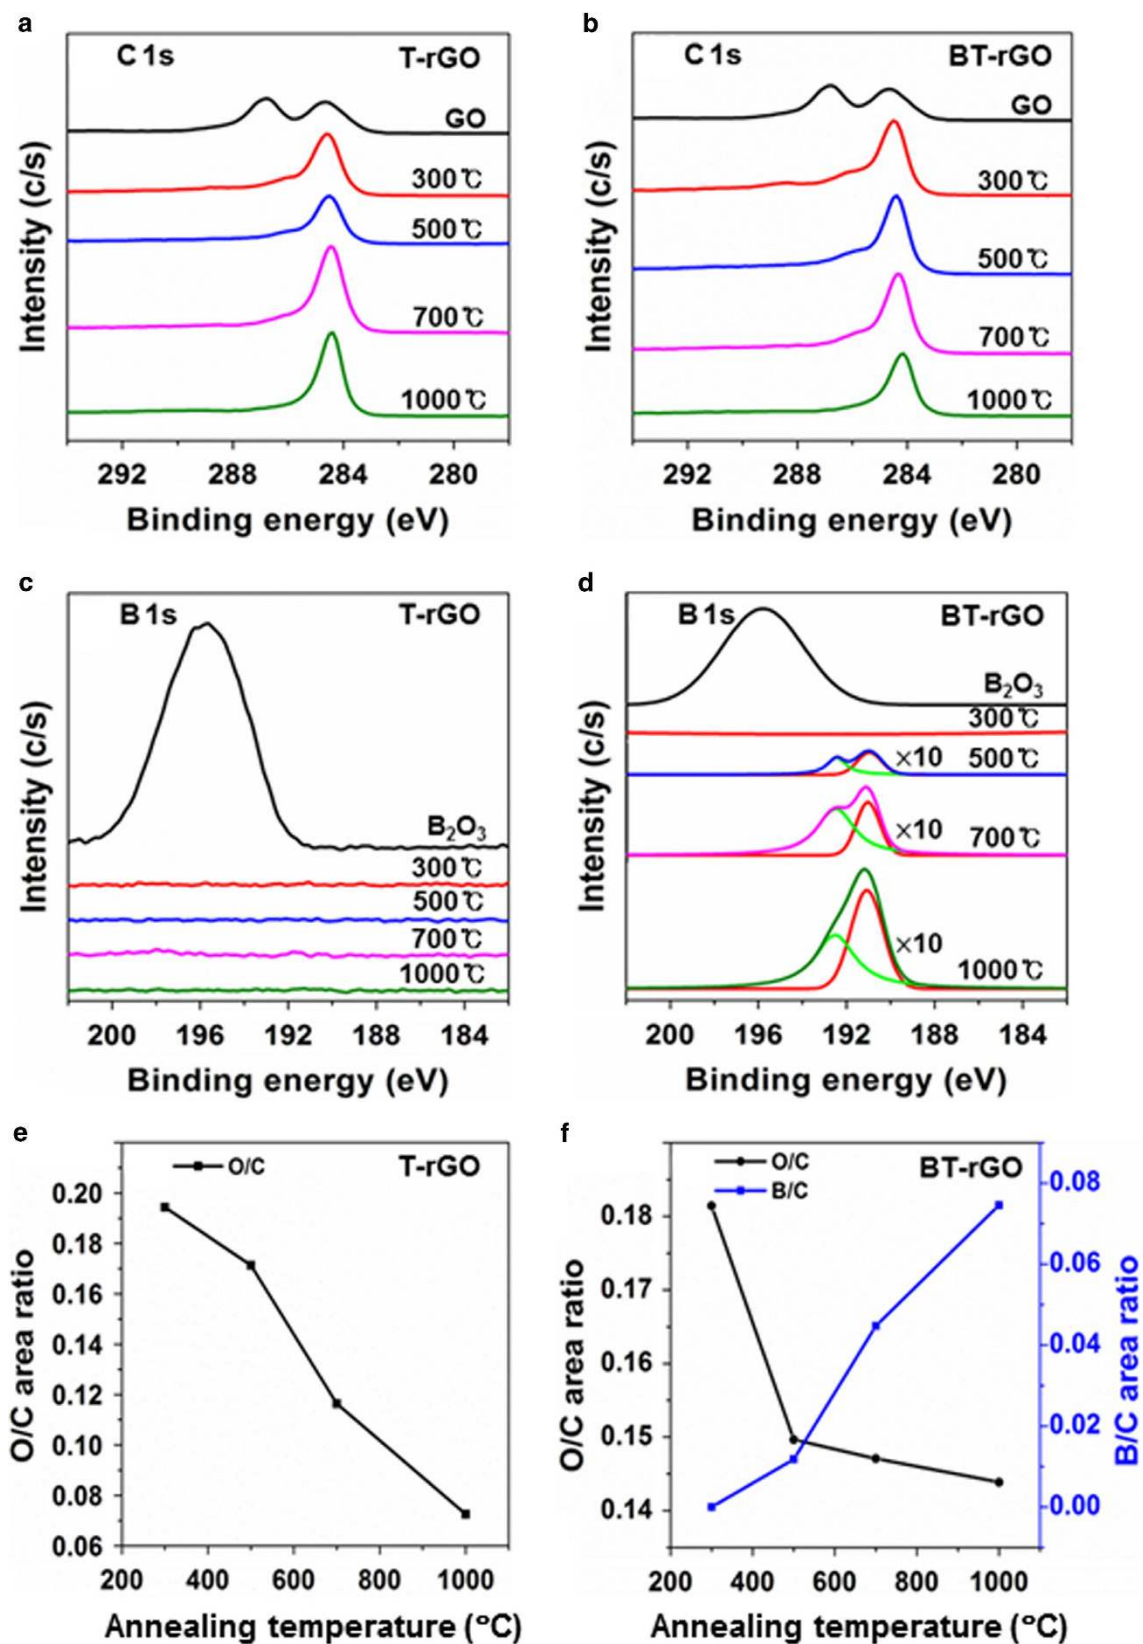 a
C 1s T-rGO
GO
300℃
500℃
700℃
1000℃
Intensity (c/s)
292 288 284 280
Binding energy (eV)
b
C 1s BT-rGO
GO
300℃
500℃
700℃
1000℃
Intensity (c/s)
292 288 284 280
Binding energy (eV)
c
B 1s T-rGO
B₂O₃
300℃
500℃
700℃
1000℃
Intensity (c/s)
200 196 192 188 184
Binding energy (eV)
d
B 1s BT-rGO
B₂O₃
300℃
×10 500℃
×10 700℃
×10
1000℃
Intensity (c/s)
200 196 192 188 184
Binding energy (eV)
e
O/C T-rGO
0.20
0.18
0.16
0.14
0.12
0.10
0.08
0.06
O/C area ratio
200 400 600 800 1000
Annealing temperature (°C)
f
O/C BT-rGO
B/C
0.18
0.17
0.16
0.15
0.14
O/C area ratio
0.08
0.06
0.04
0.02
0.00
B/C area ratio
200 400 600 800 1000
Annealing temperature (°C)